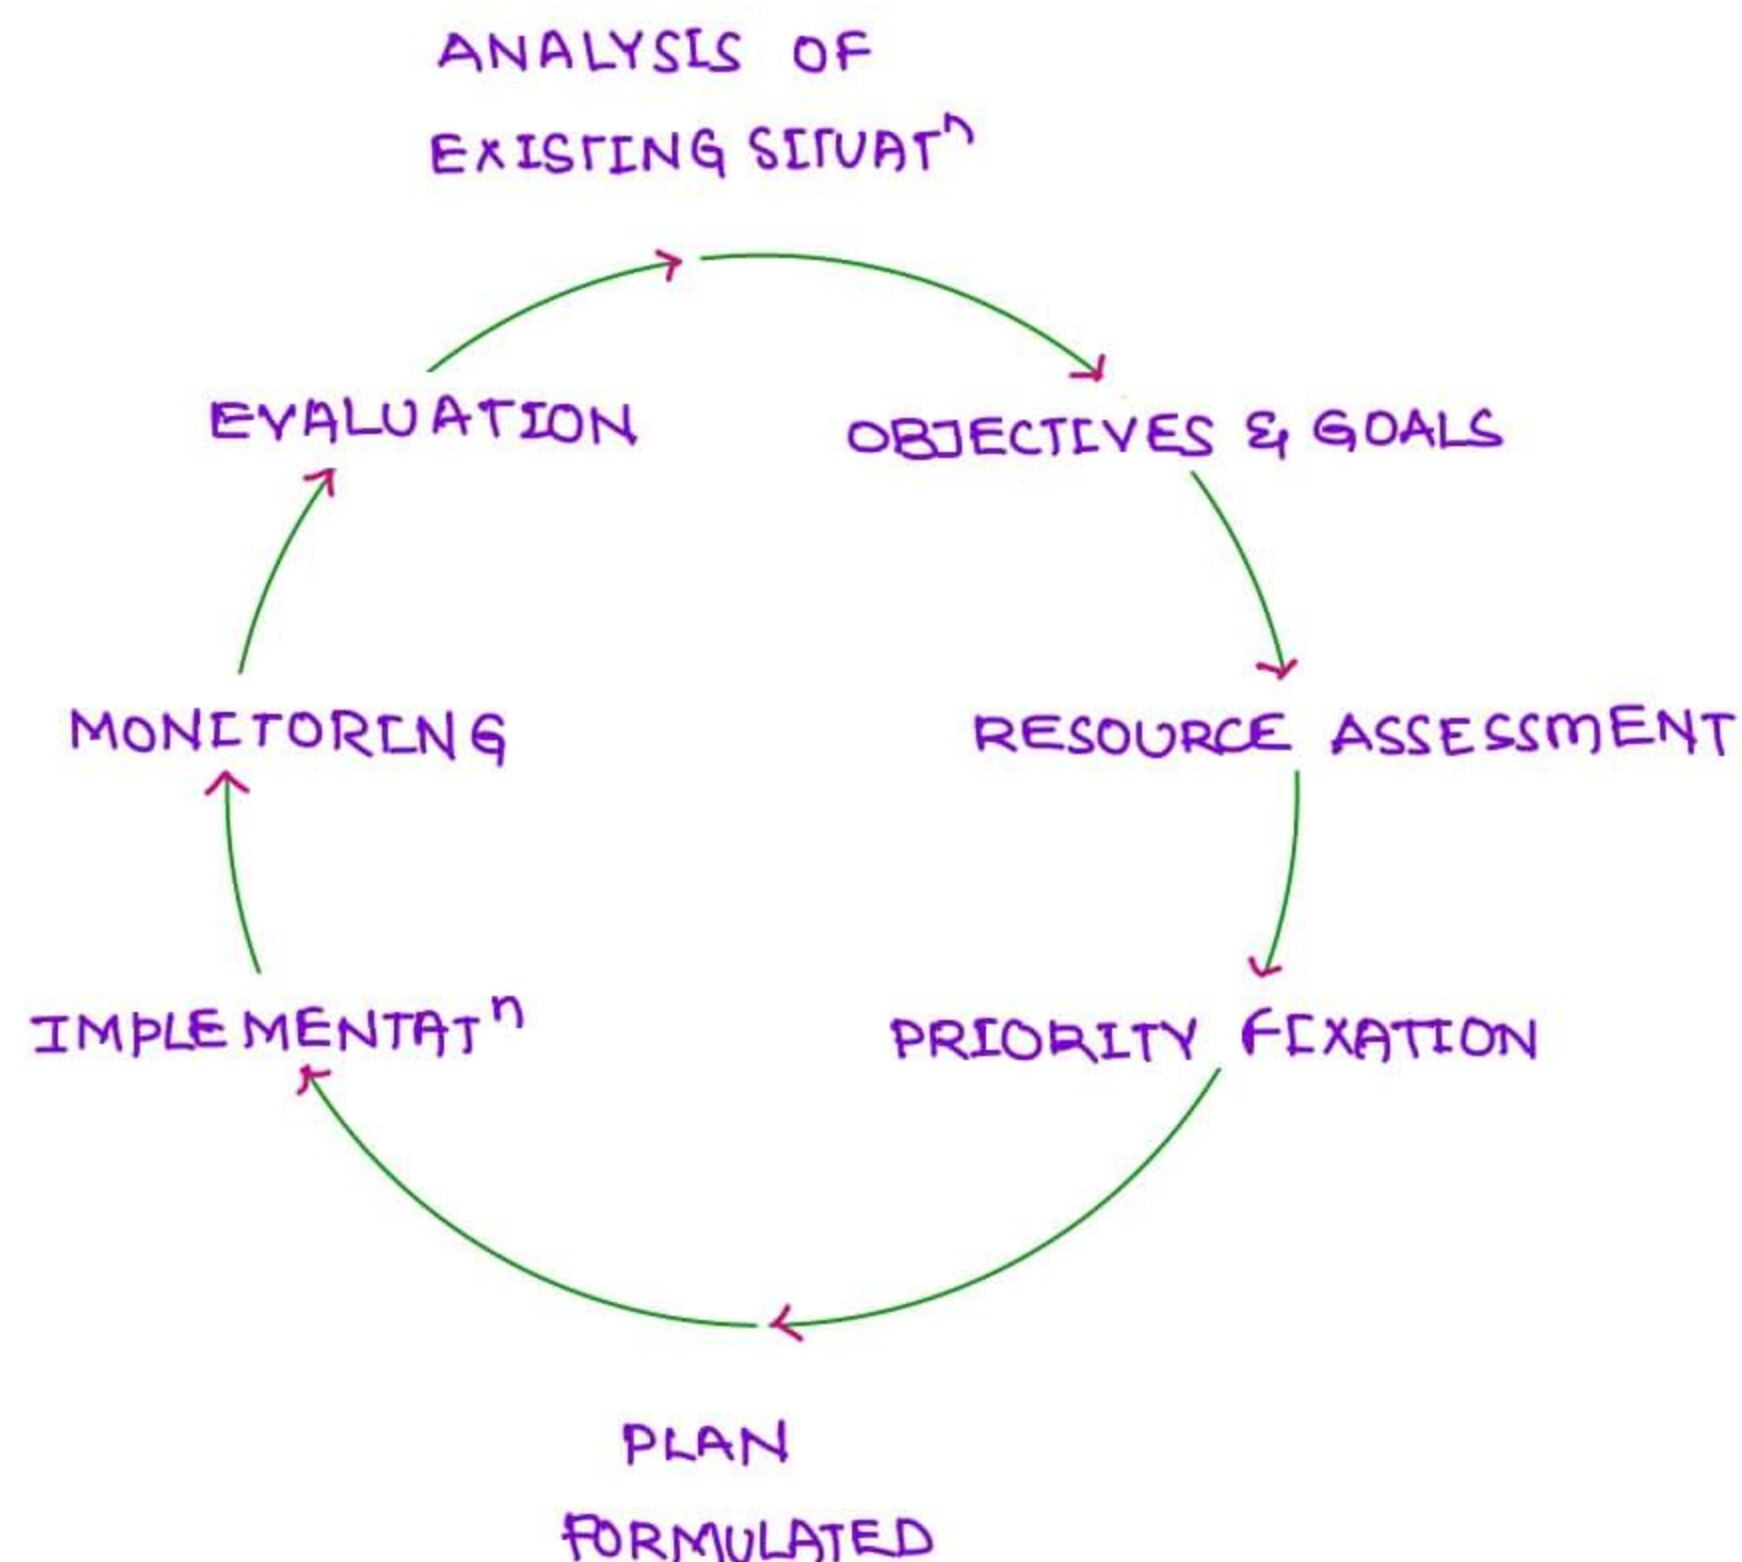 ANALYSIS OF
EXISTING SITUATⁿ
EVALUATION
OBJECTIVES & GOALS
MONITORING
RESOURCE ASSESSMENT
IMPLEMENTATⁿ
PRIORITY FIXATION
PLAN
FORMULATED